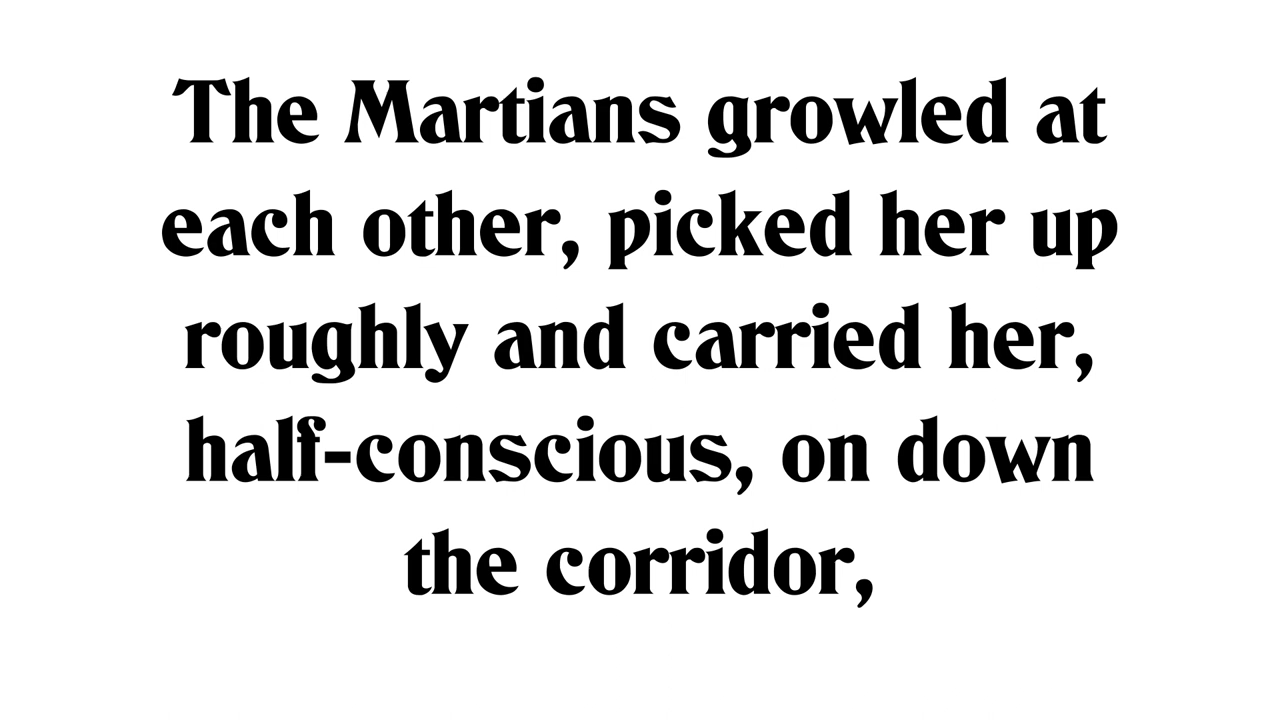 The Martians growled at
each other, picked her up
roughly and carried her,
half-conscious, on down
the corridor,